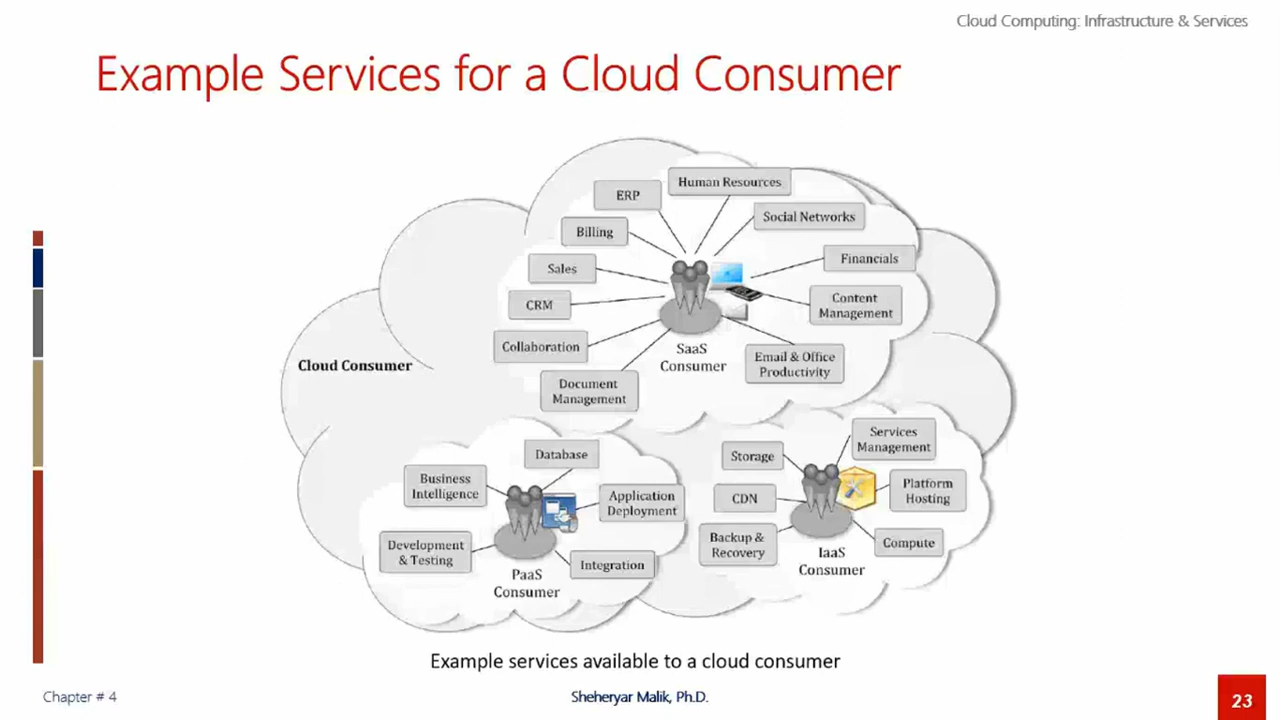 Cloud Computing: Infrastructure & Services
Example Services for a Cloud Consumer
Human Resources
ERP
Social Networks
Billing
Financials
Sales
Content
Management
CRM
Collaboration
SaaS
Consumer
Email & Office
Productivity
Document
Management
Cloud Consumer
Database
Business
Intelligence
Application
Deployment
Development
& Testing
Integration
PaaS
Consumer
Services
Management
Storage
Platform
Hosting
CDN
Backup &
Recovery
Compute
IaaS
Consumer
Example services available to a cloud consumer
Chapter # 4
Sheheryar Malik, Ph.D.
23